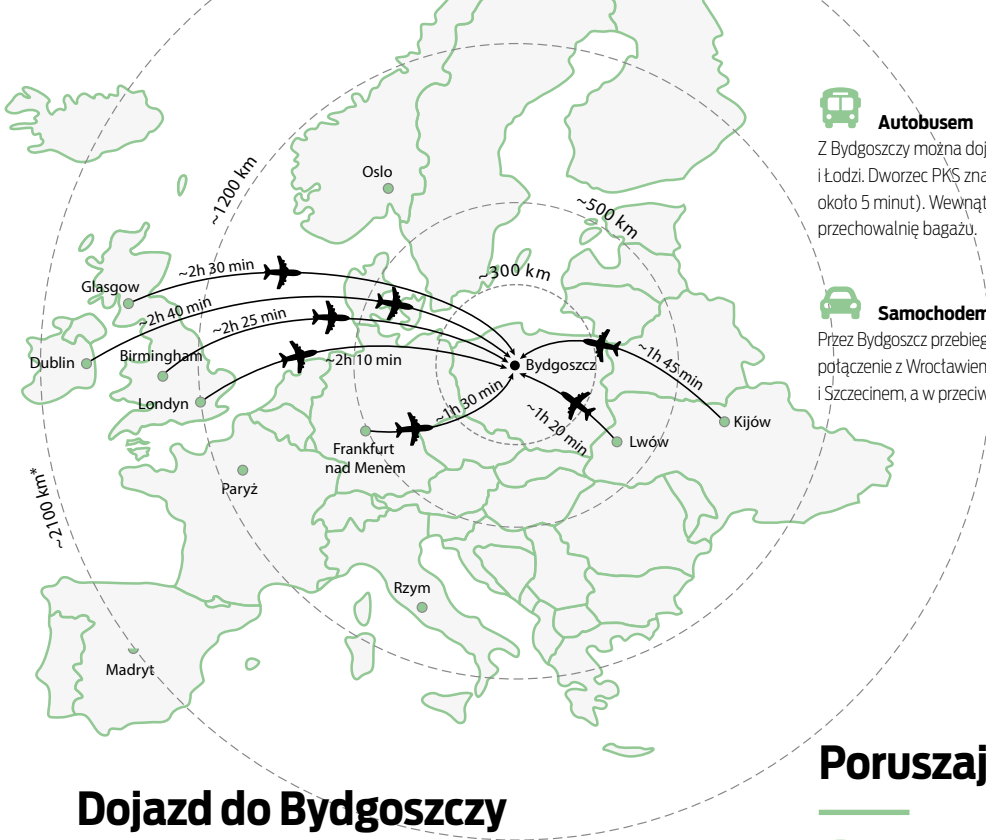 ~1200 km
Oslo
~500 km
~300 km
~2h 30 min
Glasgow
~2h 40 min
~2h 25 min
Dublin
Birmingham
~2h 10 min
Bydgoszcz
~1h 45 min
Londyn
~1h 30 min
~1h 20 min
Kijów
Lwów
Frankfurt
nad Menem
Paryż
~2100 km*
Rzym
Madryt
Dojazd do Bydgoszczy
Autobusem
Z Bydgoszczy można doj
i Łodzi. Dworzec PKS zna
około 5 minut). Wewnąt
przechowalnię bagażu.
Samochodem
Przez Bydgoszcz przebieg
połączenie z Wrocławien
i Szczecinem, a w przeciw
Poruszaj